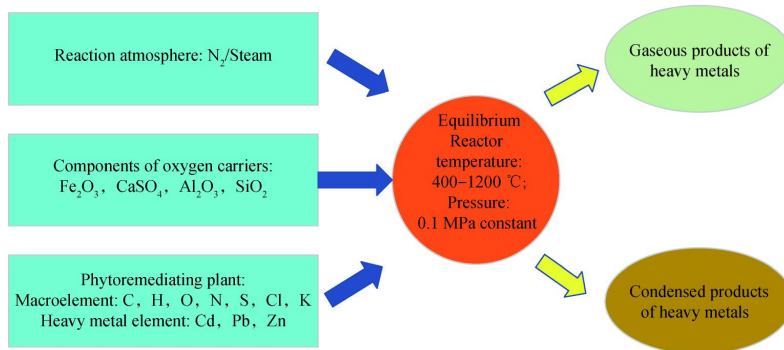 Reaction atmosphere: N₂/Steam
Components of oxygen carriers:
Fe₂O₃, CaSO₄, Al₂O₃, SiO₂
Phytoremediating plant:
Macroelement: C, H, O, N, S, Cl, K
Heavy metal element: Cd, Pb, Zn
Equilibrium
Reactor
temperature:
400−1200 ℃;
Pressure:
0.1 MPa constant
Gaseous products of
heavy metals
Condensed products
of heavy metals